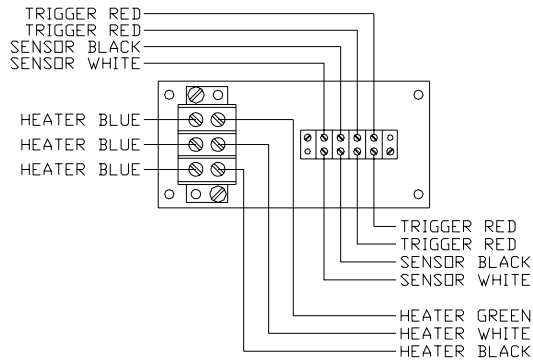 TRIGGER RED
TRIGGER RED
SENSOR BLACK
SENSOR WHITE
HEATER BLUE
HEATER BLUE
HEATER BLUE
TRIGGER RED
TRIGGER RED
SENSOR BLACK
SENSOR WHITE
HEATER GREEN
HEATER WHITE
HEATER BLACK